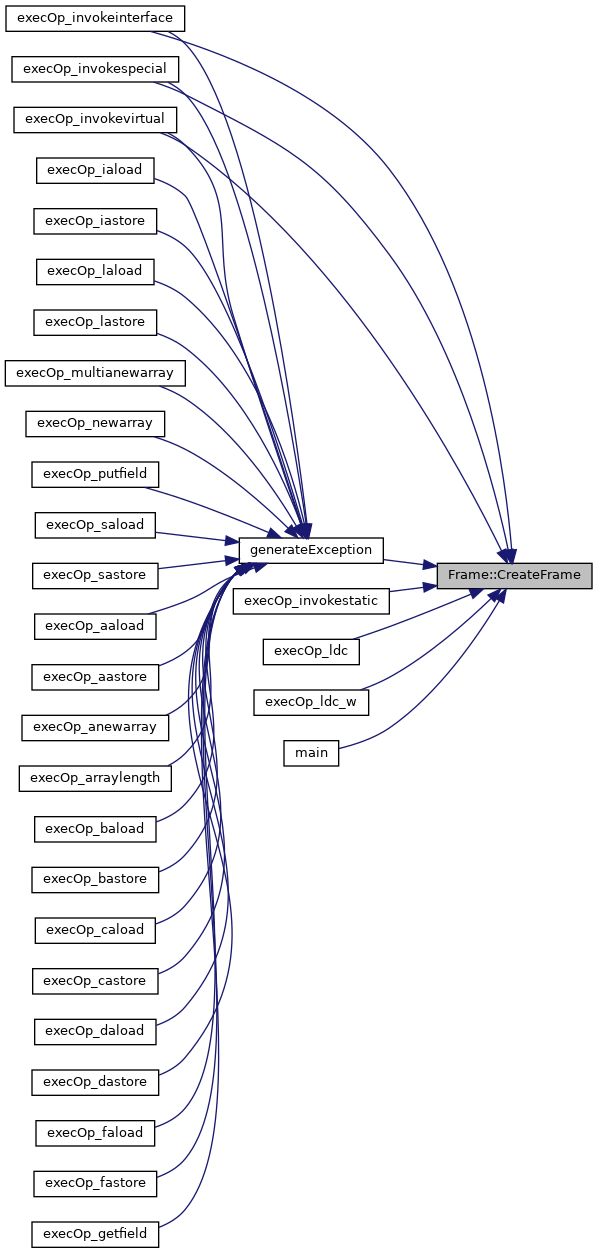 execOp_invokeinterface
execOp_invokespecial
execOp_invokevirtual
execOp_iaload
execOp_iastore
execOp_laload
execOp_lastore
execOp_multianewarray
execOp_newarray
execOp_putfield
execOp_saload
generateException
execOp_sastore
Frame::CreateFrame
execOp_invokestatic
execOp_aaload
execOp_ldc
execOp_aastore
execOp_ldc_w
execOp_anewarray
main
execOp_arraylength
execOp_baload
execOp_bastore
execOp_caload
execOp_castore
execOp_daload
execOp_dastore
execOp_faload
execOp_fastore
execOp_getfield